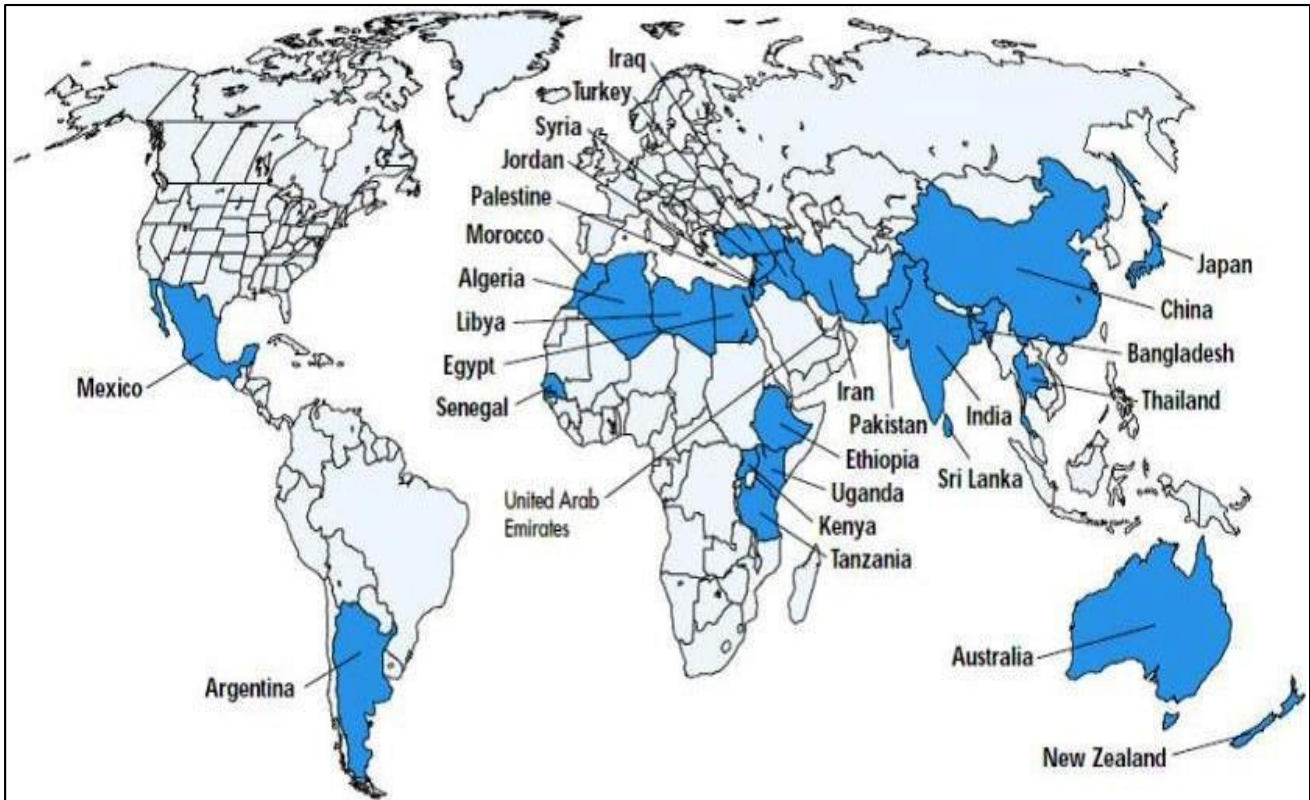 Iraq
Turkey
Syria
Jordan
Palestine
Morocco
Algeria
Libya
Egypt
Senegal
United Arab
Emirates
Mexico
Argentina
Japan
China
Bangladesh
Thailand
India
Sri Lanka
Iran
Pakistan
Ethiopia
Uganda
Kenya
Tanzania
Australia
New Zealand